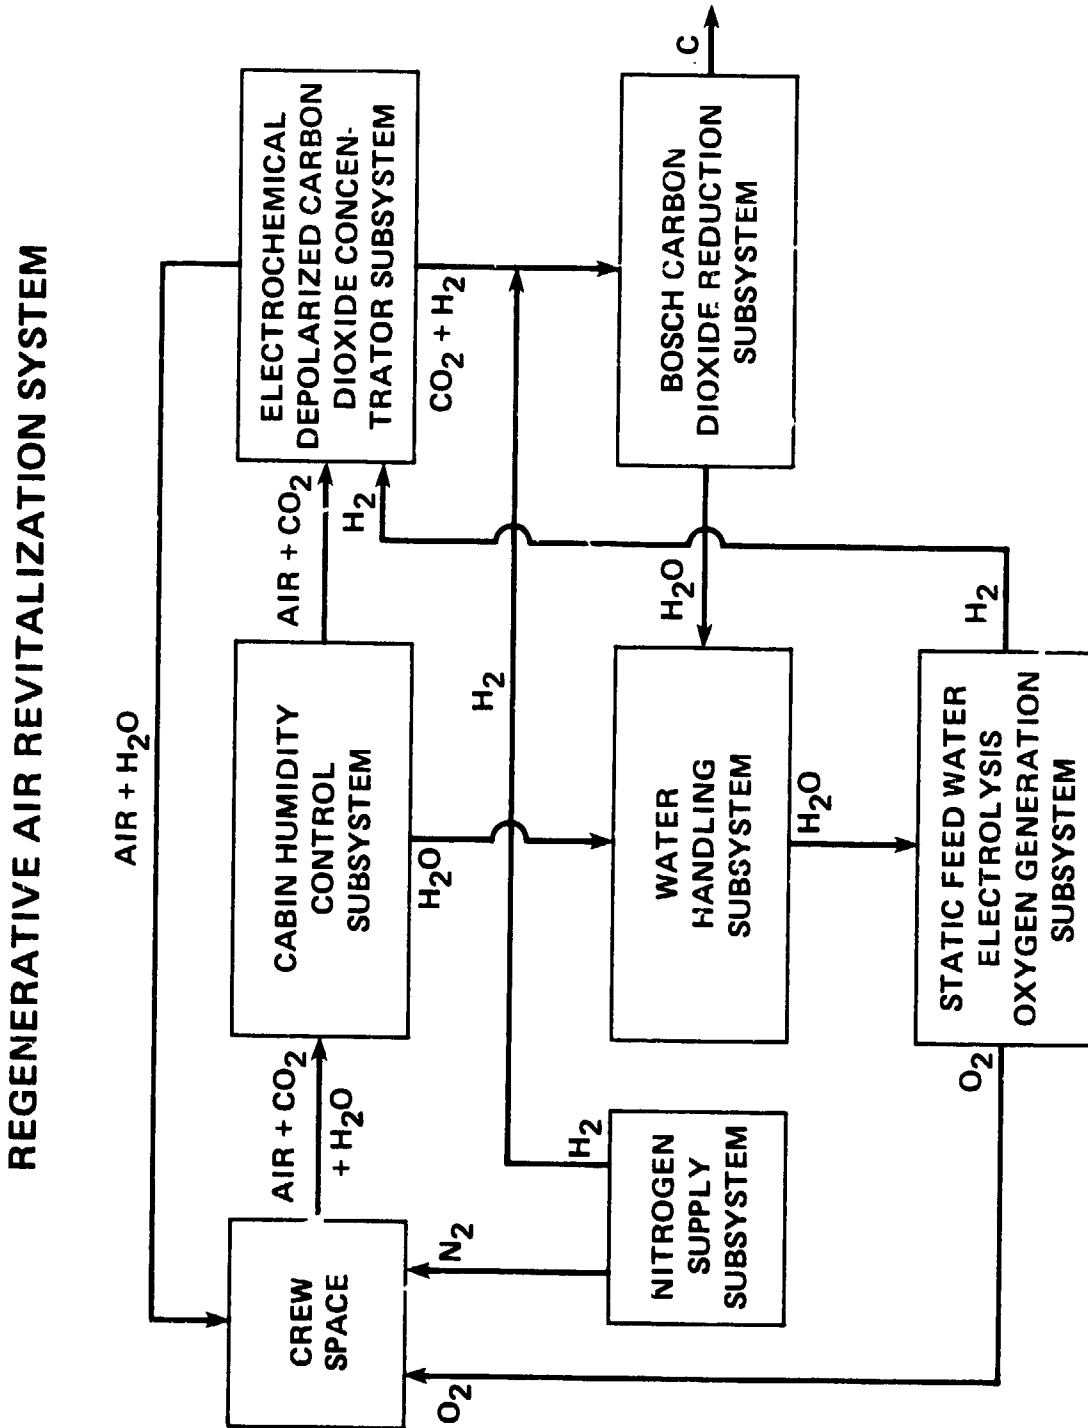 REGENERATIVE AIR REVITALIZATION SYSTEM
AIR + H2O
CREW
SPACE
AIR + CO2
+ H2O
CABIN HUMIDITY
CONTROL
SUBSYSTEM
AIR + CO2
H2
ELECTROCHEMICAL
DEPOLARIZED CARBON
DIOXIDE CONCEN-
TRATOR SUBSYSTEM
O2
N2
H2O
H2
CO2 + H2
NITROGEN
SUPPLY
SUBSYSTEM
H2
WATER
HANDLING
SUBSYSTEM
H2O
BOSCH CARBON
DIOXIDE REDUCTION
SUBSYSTEM
C
H2O
O2
STATIC FEED WATER
ELECTROLYSIS
OXYGEN GENERATION
SUBSYSTEM
H2